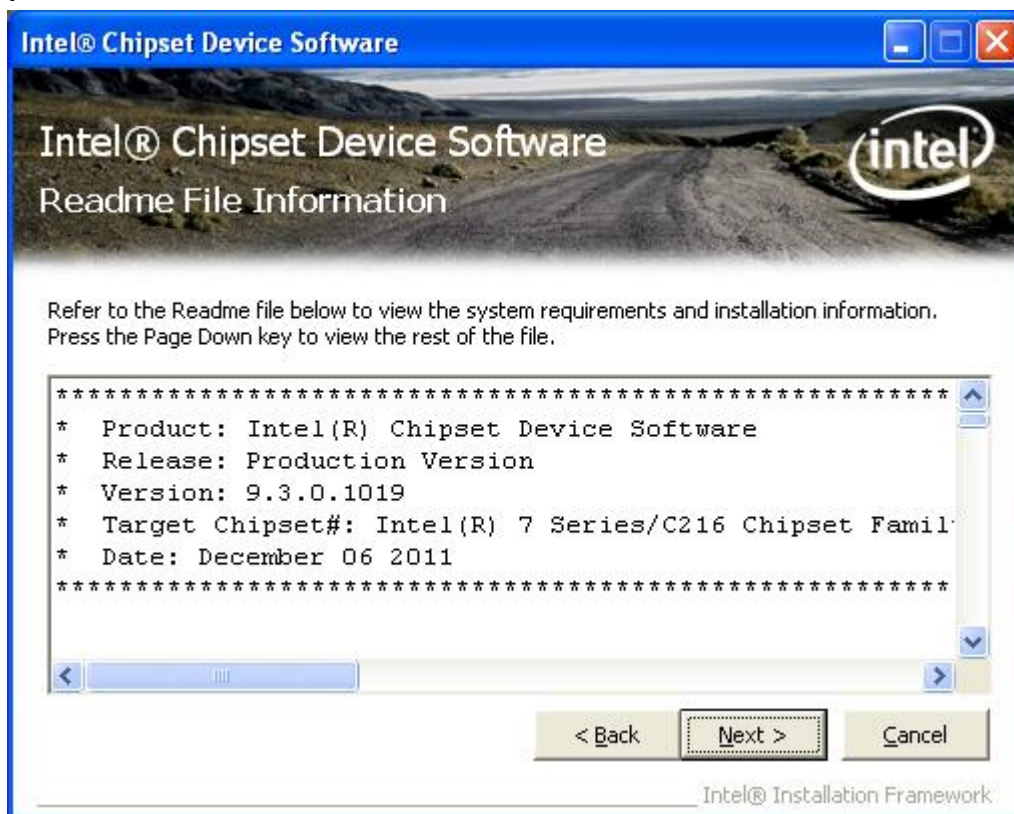 Intel® Chipset Device Software
Intel® Chipset Device Software
intel
Readme File Information
Refer to the Readme file below to view the system requirements and installation information.
Press the Page Down key to view the rest of the file.
********************************************************
* Product: Intel(R) Chipset Device Software
* Release: Production Version
* Version: 9.3.0.1019
* Target Chipset#: Intel(R) 7 Series/C216 Chipset Famil
* Date: December 06 2011
********************************************************
< Back Next > Cancel
Intel® Installation Framework